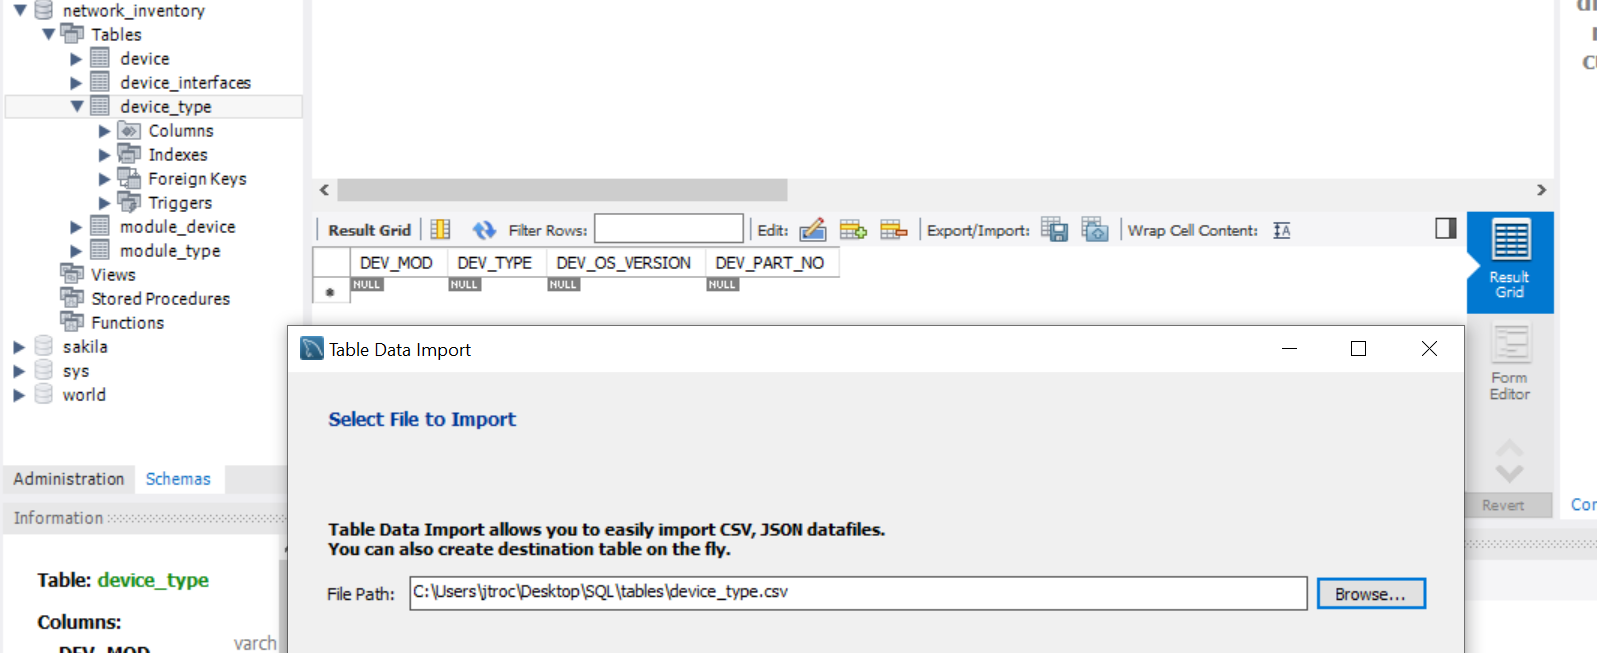 network_inventory
Tables
device
device_interfaces
device_type
Columns
Indexes
Foreign Keys
Triggers
module_device
module_type
Views
Stored Procedures
Functions
sakila
sys
world
Administration Schemas
Information
Table: device_type
Columns:
DEV_MOD varch
Result Grid Filter Rows: Edit: Export/Import: Wrap Cell Content: IA
DEV_MOD DEV_TYPE DEV_OS_VERSION DEV_PART_NO
NULL NULL NULL NULL
Result
Grid
Form
Editor
Revert
Table Data Import
Select File to Import
Table Data Import allows you to easily import CSV, JSON datafiles.
You can also create destination table on the fly.
File Path: C:\Users\jtroc\Desktop\SQL\tables\device_type.csv Browse...